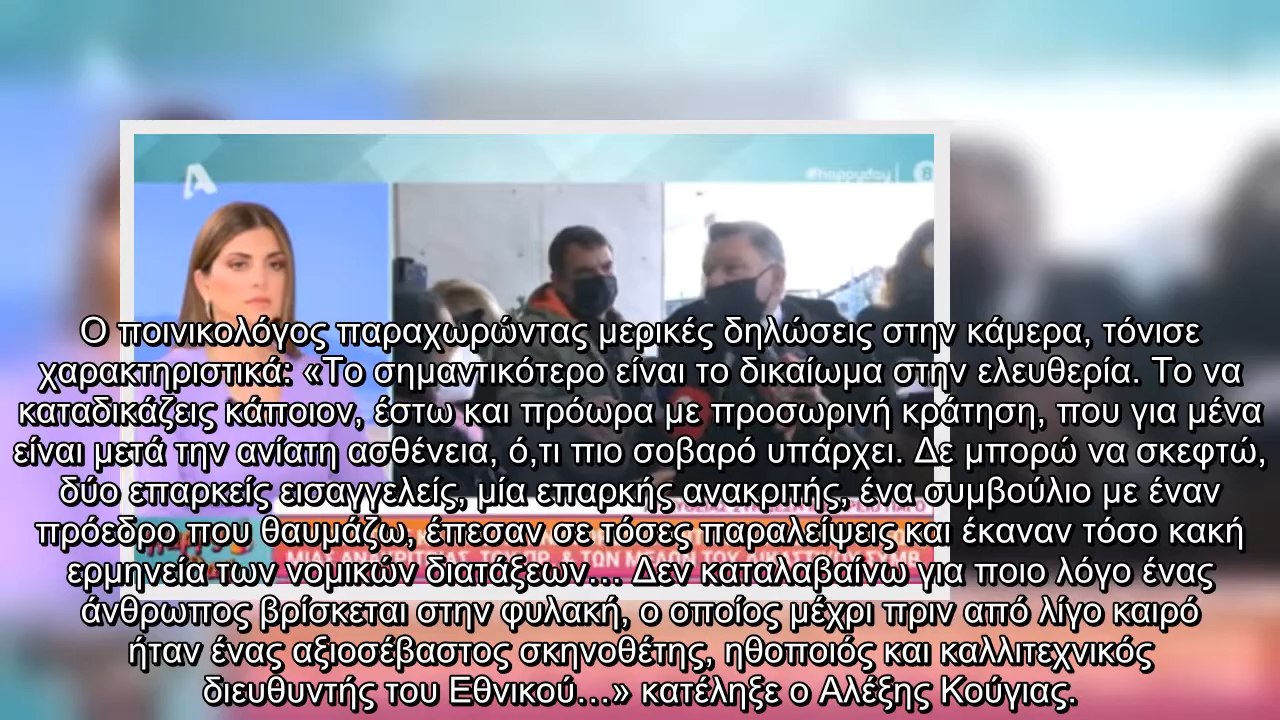 #happyday
Ο ποινικολόγος παραχωρώντας μερικές δηλώσεις στην κάμερα, τόνισε
χαρακτηριστικά: «Το σημαντικότερο είναι το δικαίωμα στην ελευθερία. Το να
καταδικάζεις κάποιον, έστω και πρόωρα με προσωρινή κράτηση, που για μένα
είναι μετά την ανίατη ασθένεια, ό,τι πιο σοβαρό υπάρχει. Δε μπορώ να σκεφτώ,
δύο επαρκείς εισαγγελείς, μία επαρκής ανακριτής, ένα συμβούλιο με έναν
πρόεδρο που θαυμάζω, έπεσαν σε τόσες παραλείψεις και έκαναν τόσο κακή
ερμηνεία των νομικών διατάξεων… Δεν καταλαβαίνω για ποιο λόγο ένας
άνθρωπος βρίσκεται στην φυλακή, ο οποίος μέχρι πριν από λίγο καιρό
ήταν ένας αξιοσέβαστος σκηνοθέτης, ηθοποιός και καλλιτεχνικός
διευθυντής του Εθνικού…» κατέληξε ο Αλέξης Κούγιας.